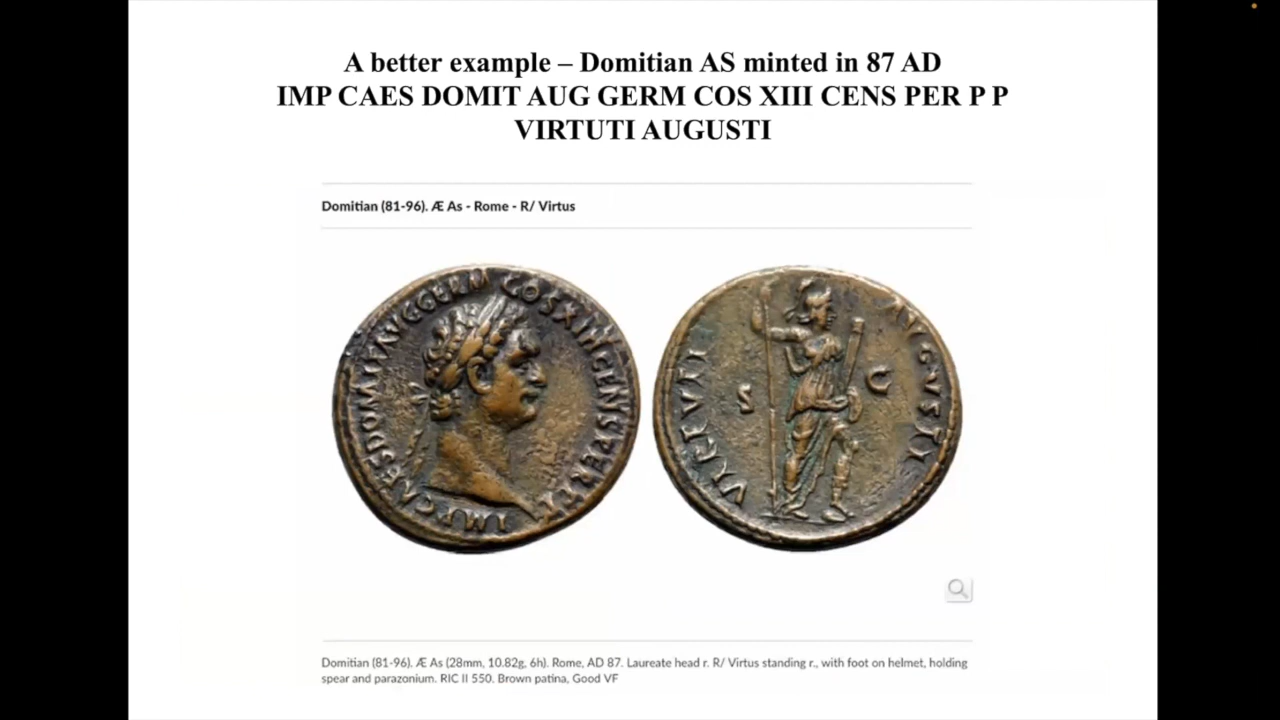 A better example – Domitian AS minted in 87 AD
IMP CAES DOMIT AUG GERM COS XIII CENS PER P P
VIRTUTI AUGUSTI
Domitian (81-96). Æ As - Rome - R/ Virtus
IMP CAES DOMIT AVG GERM COS XIII CENS PER P P
VIRTVTI AVGVSTI
S C
Domitian (81-96). Æ As (28mm, 10.82g, 6h). Rome, AD 87. Laureate head r. R/ Virtus standing r., with foot on helmet, holding
spear and parazonium. RIC II 550. Brown patina, Good VF